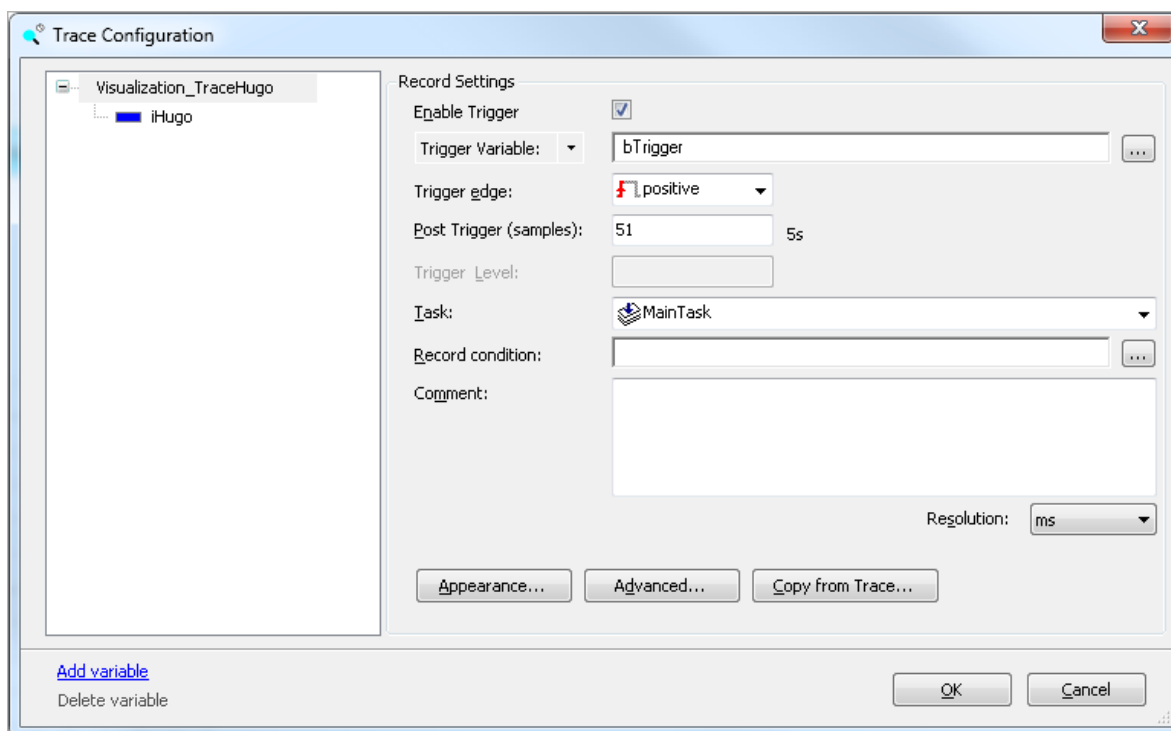 Trace Configuration
Visualization_TraceHugo
iHugo
Record Settings
Enable Trigger
Trigger Variable:
bTrigger
...
Trigger edge:
positive
Post Trigger (samples):
51
5s
Trigger Level:
Task:
MainTask
Record condition:
...
Comment:
Resolution:
ms
Appearance...
Advanced...
Copy from Trace...
Add variable
Delete variable
OK
Cancel